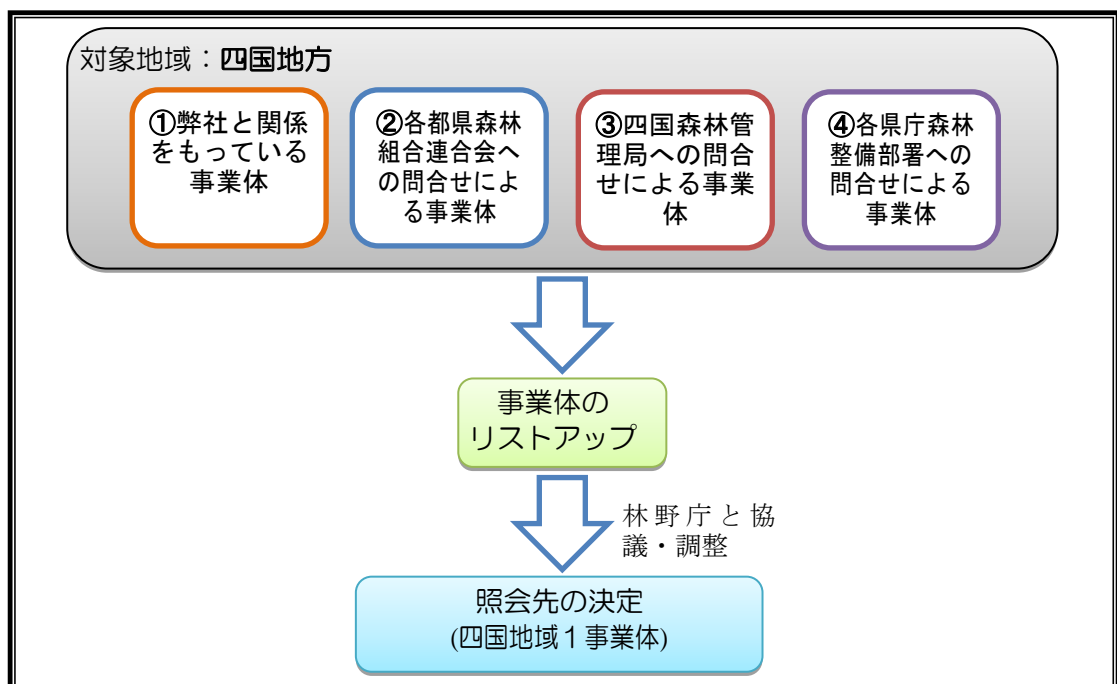 対象地域：四国地方
①弊社と関係
をもっている
事業体
②各都県森林
組合連合会へ
の問合せによ
る事業体
③四国森林管
理局への問合
せによる事業
体
④各県庁森林
整備部署への
問合せによる
事業体
事業体の
リストアップ
林野庁と協
議・調整
照会先の決定
(四国地域１事業体)